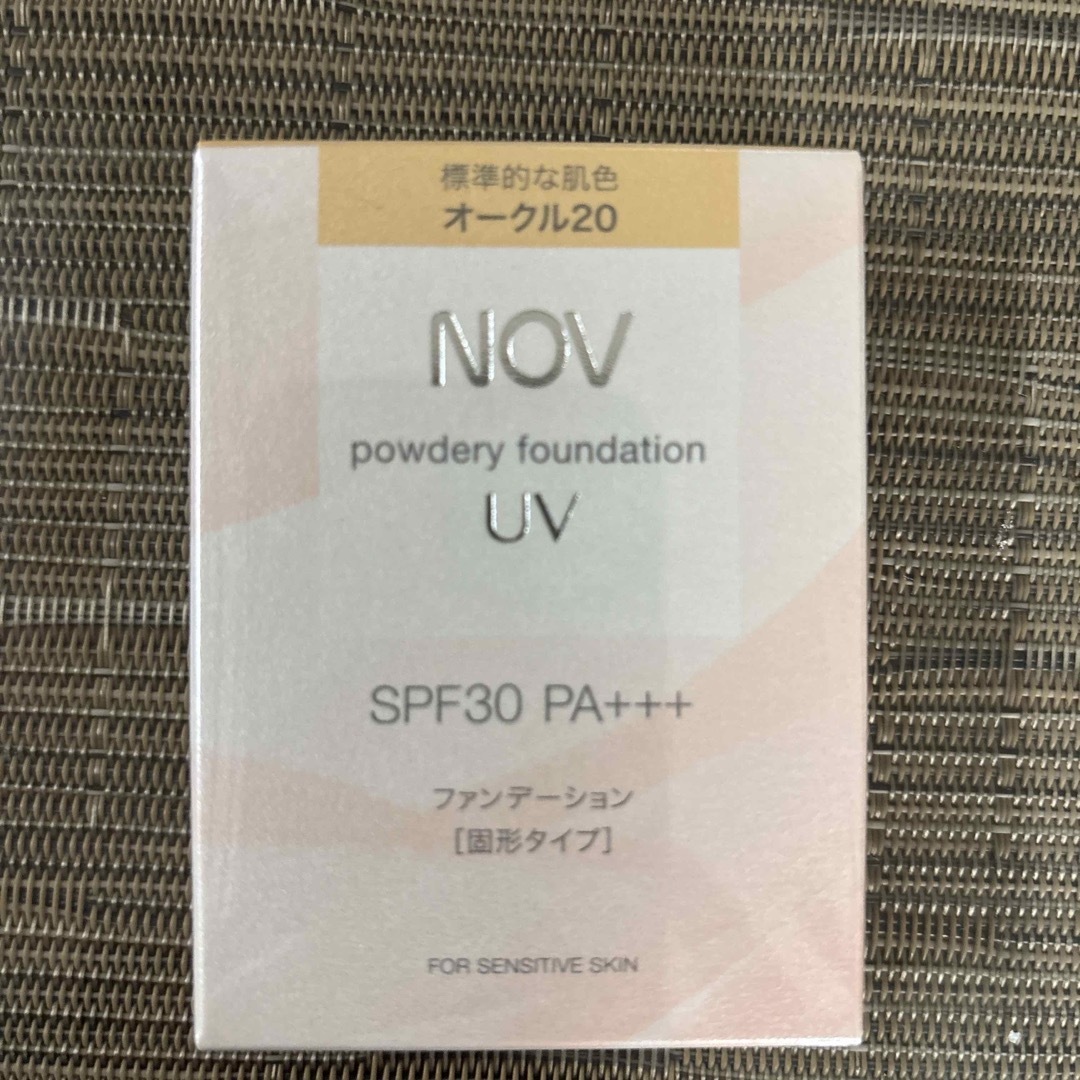 標準的な肌色
オークル20
NOV
powdery foundation
UV
SPF30 PA+++
ファンデーション
[固形タイプ]
FOR SENSITIVE SKIN